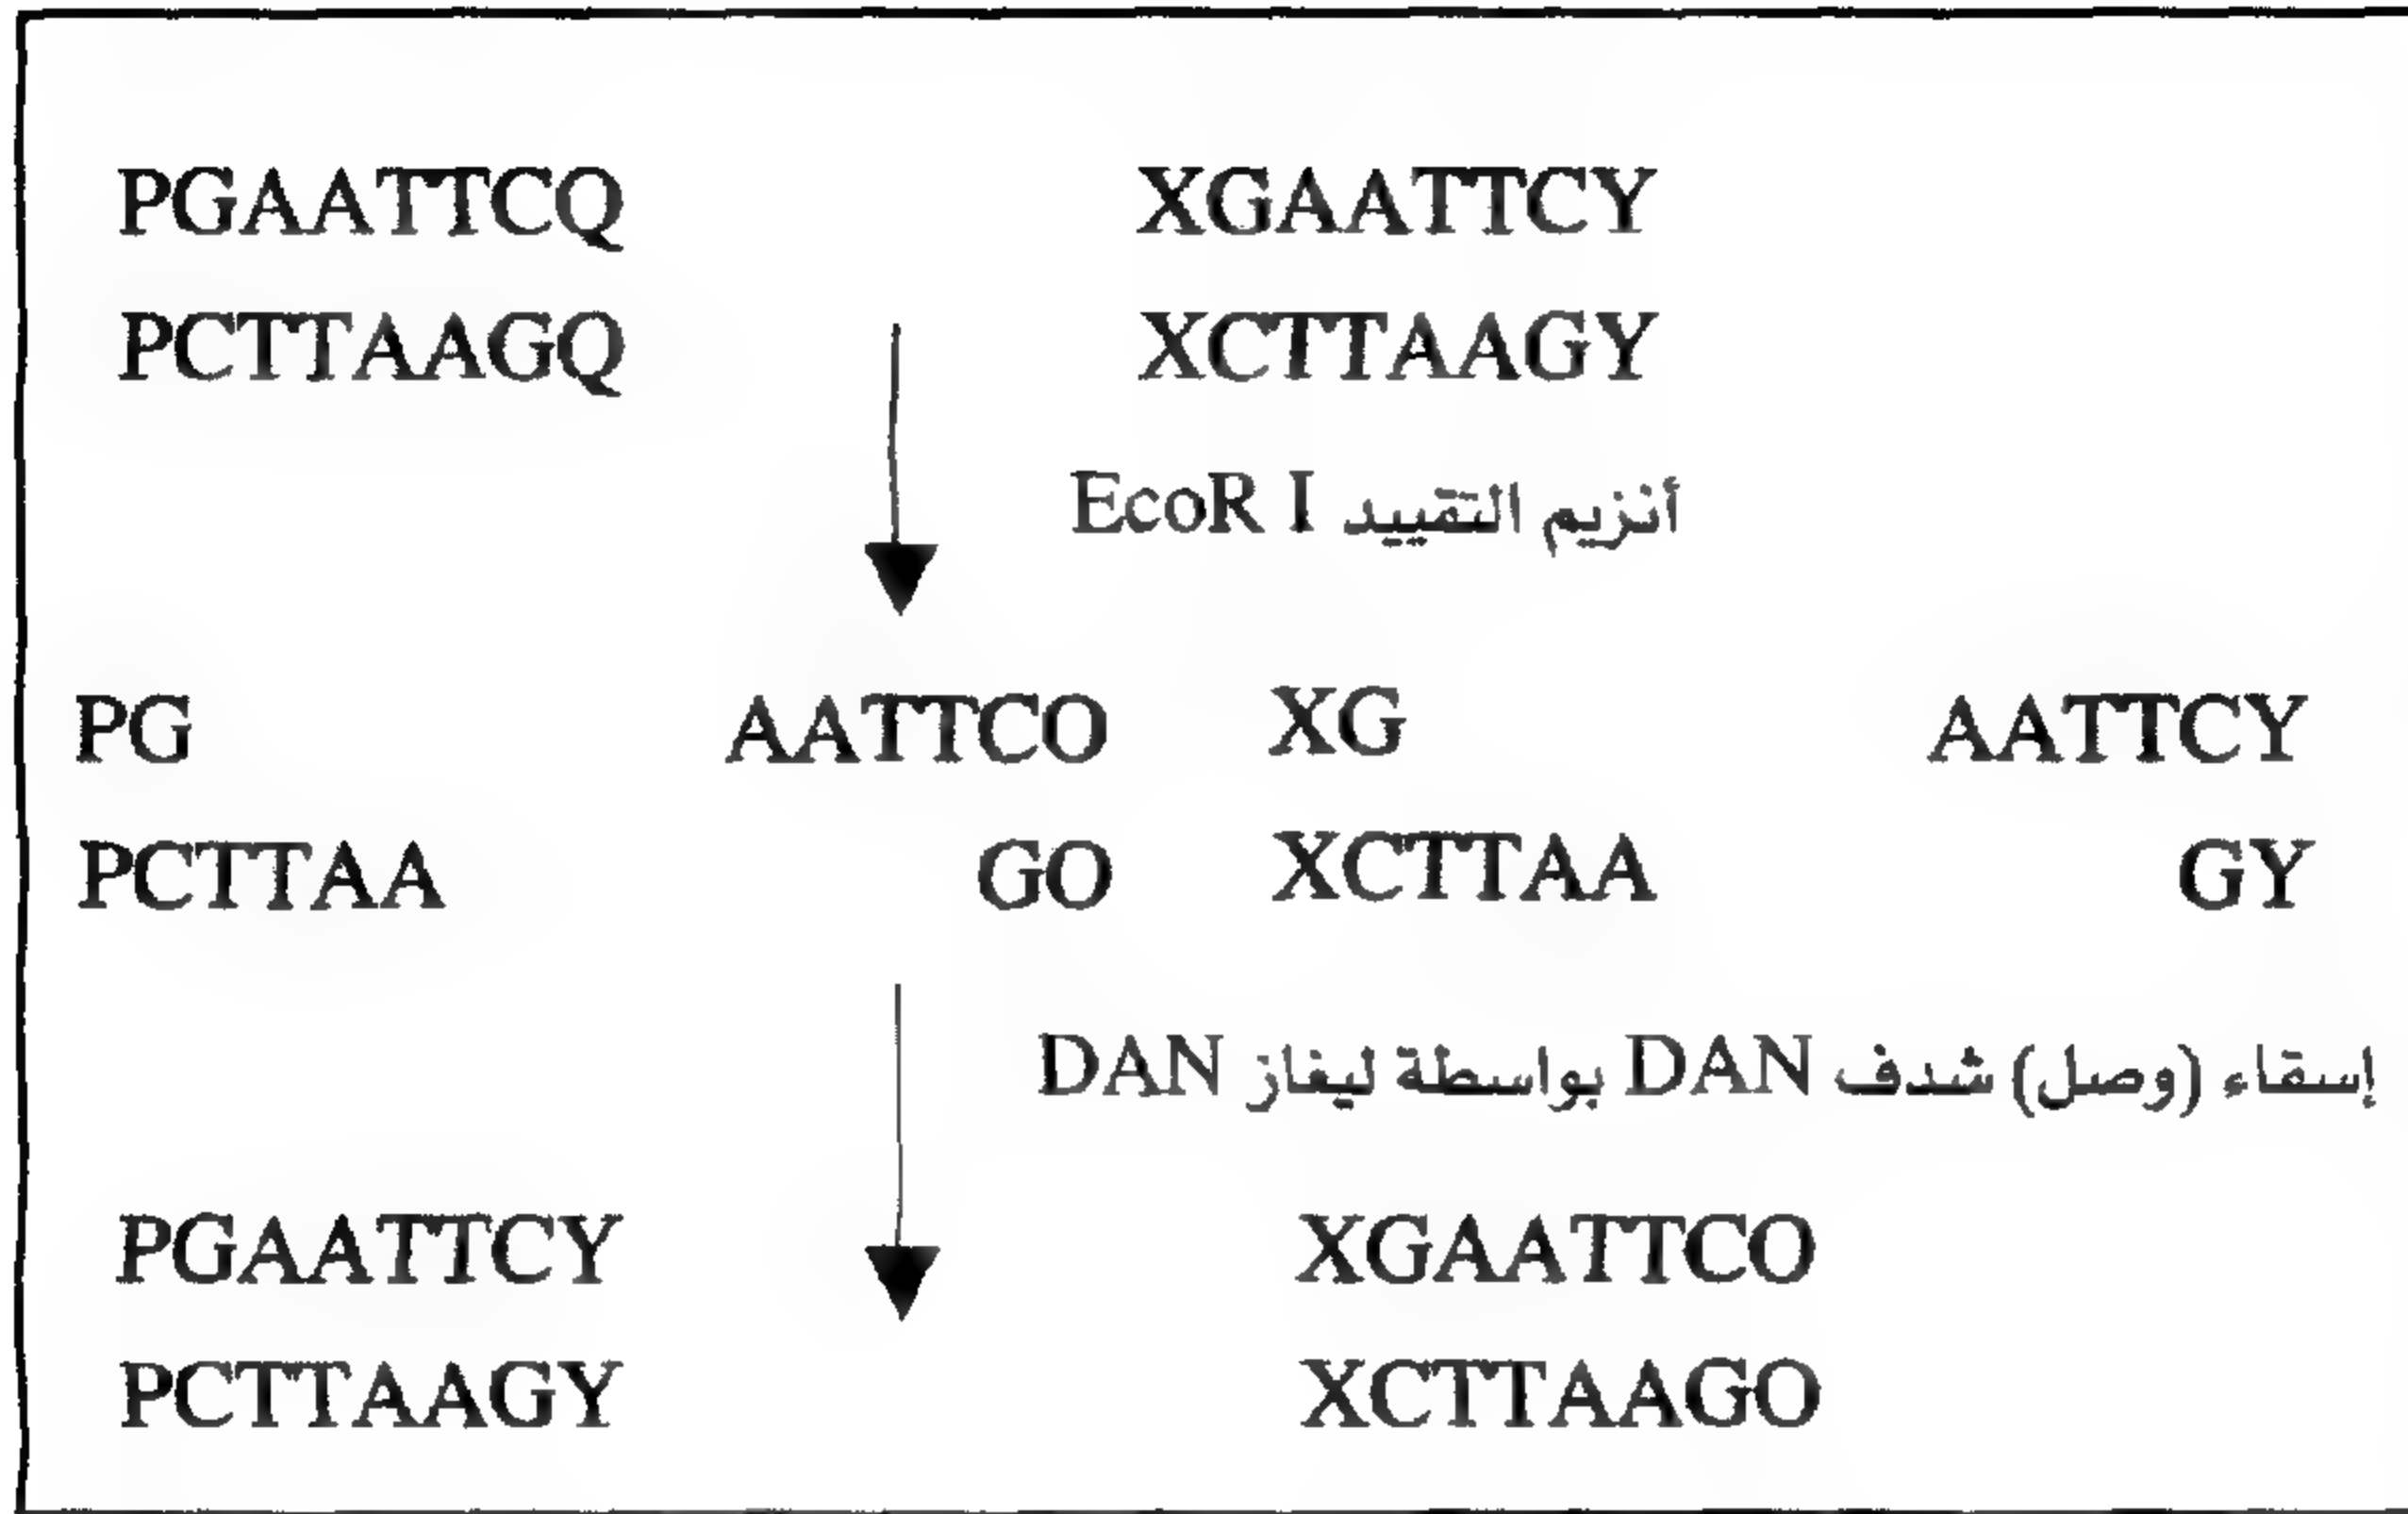 PGAATTCQ XGAATTCY
PCTTAAGQ XCTTAAGY
أنزيم التقييد EcoR I
PG AATTCO XG AATTCY
PCTTAA GO XCTTAA GY
إسقاء (وصل) شدف DAN بواسطة ليغاز DAN
PGAATTCY XGAATTCO
PCTTAAGY XCTTAAGO